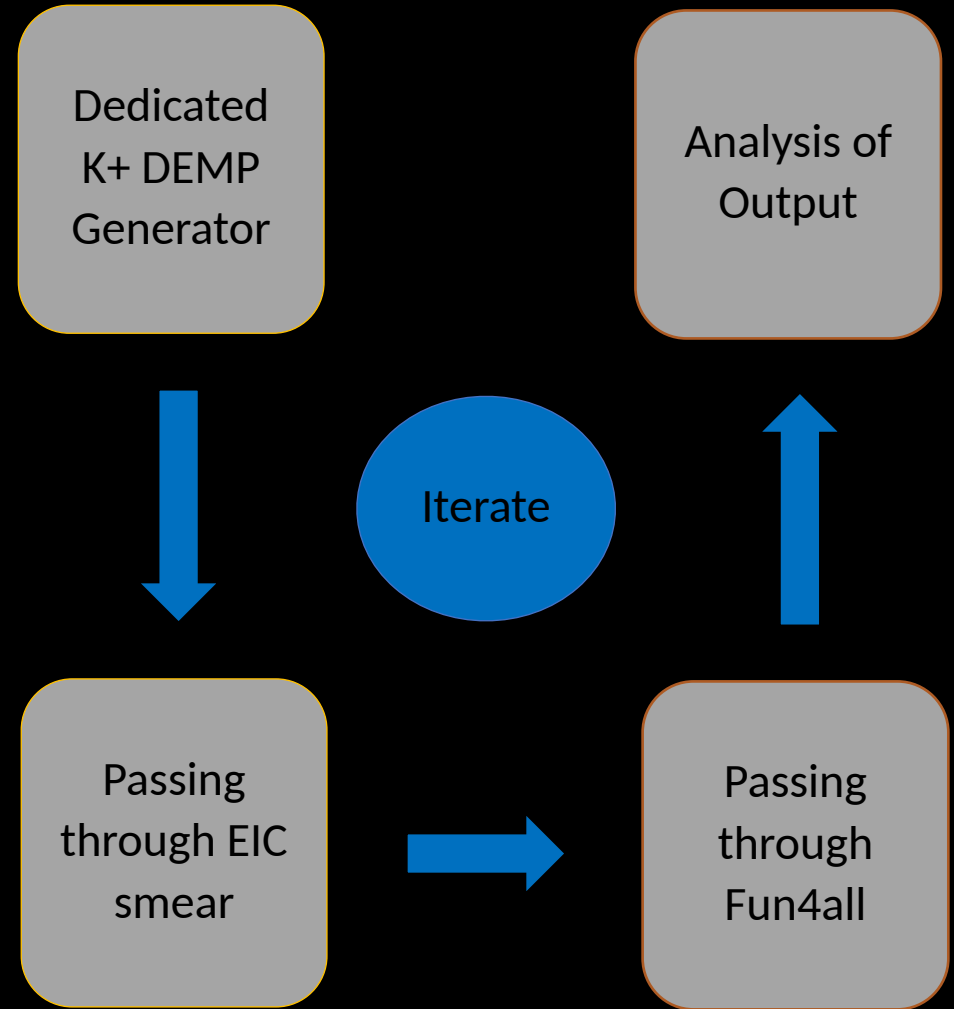 Dedicated
K+ DEMP
Generator
Analysis of
Output
Iterate
Passing
through EIC
smear
Passing
through
Fun4all